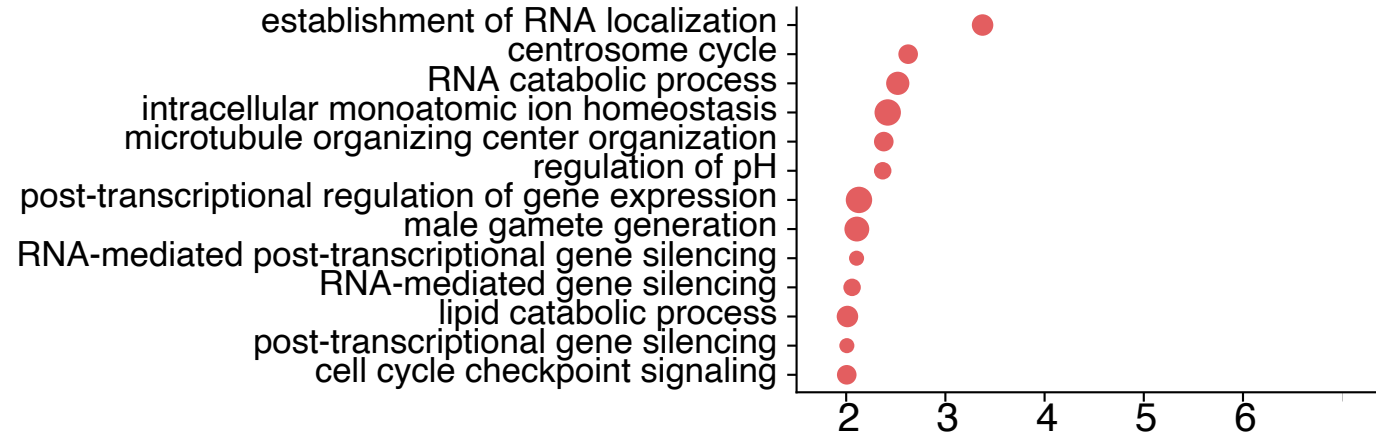 establishment of RNA localization
centrosome cycle
RNA catabolic process
intracellular monoatomic ion homeostasis
microtubule organizing center organization
regulation of pH
post-transcriptional regulation of gene expression
male gamete generation
RNA-mediated post-transcriptional gene silencing
RNA-mediated gene silencing
lipid catabolic process
post-transcriptional gene silencing
cell cycle checkpoint signaling
2 3 4 5 6